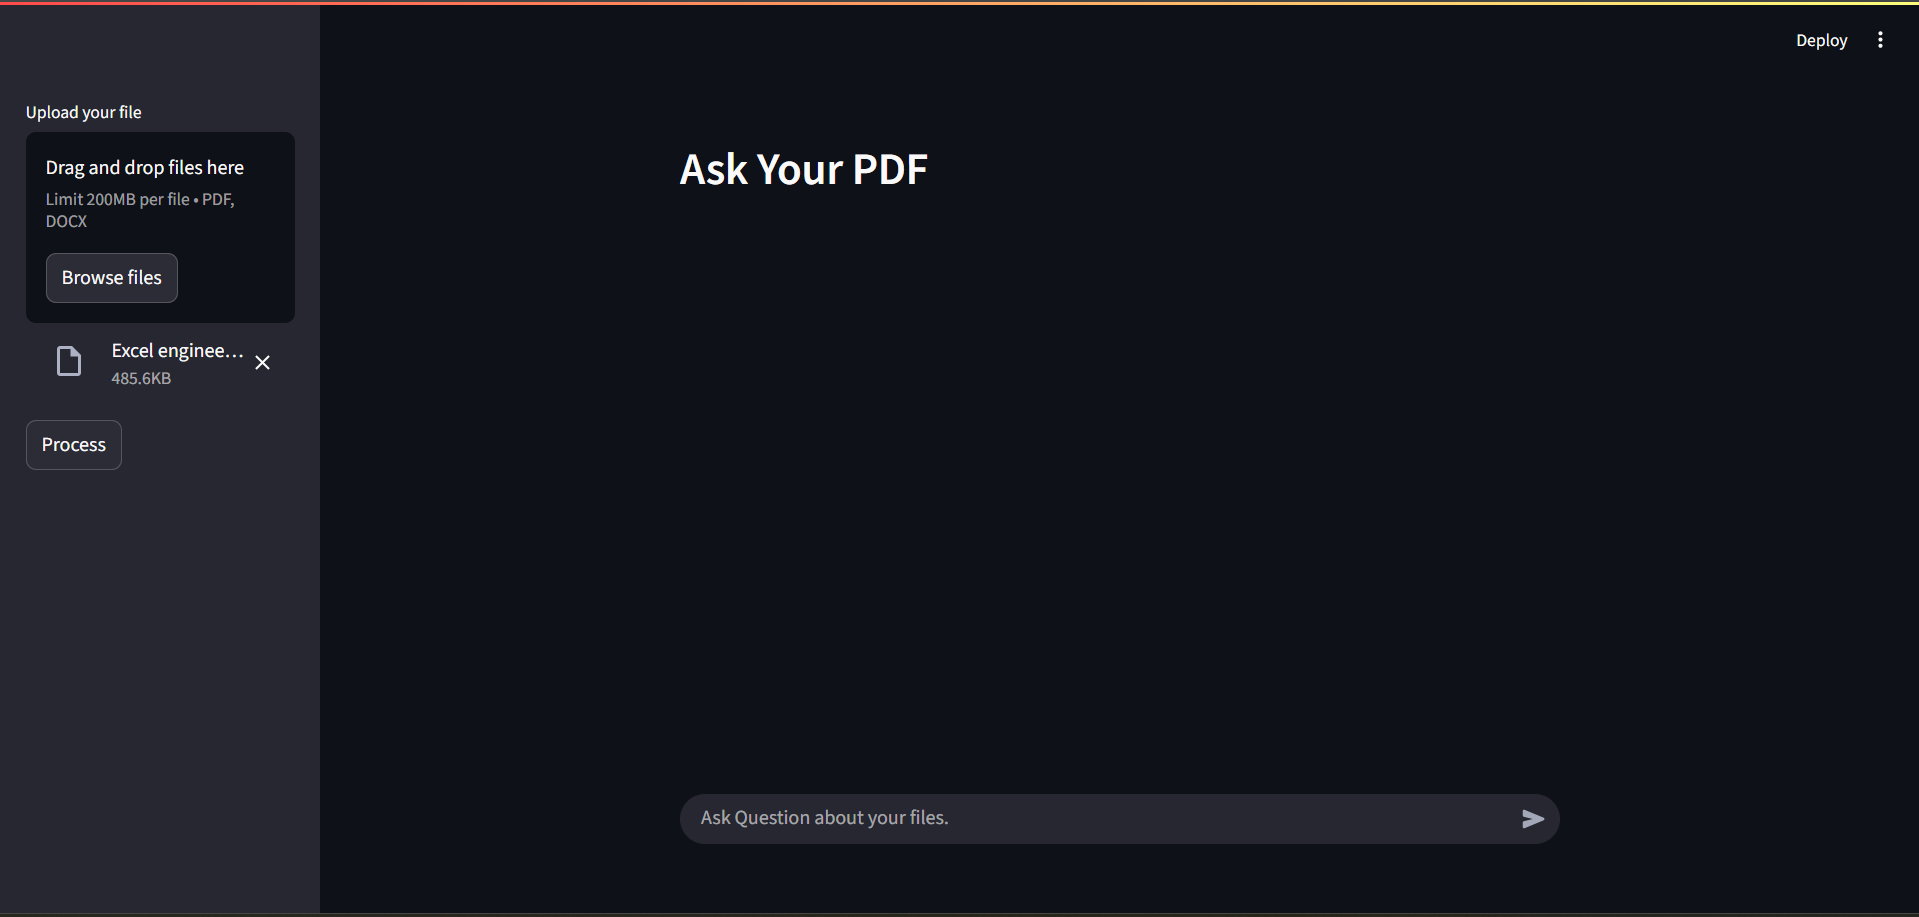 Deploy
Upload your file
Drag and drop files here
Limit 200MB per file • PDF,
DOCX
Browse files
Excel enginee...
485.6KB
Process
Ask Your PDF
Ask Question about your files.